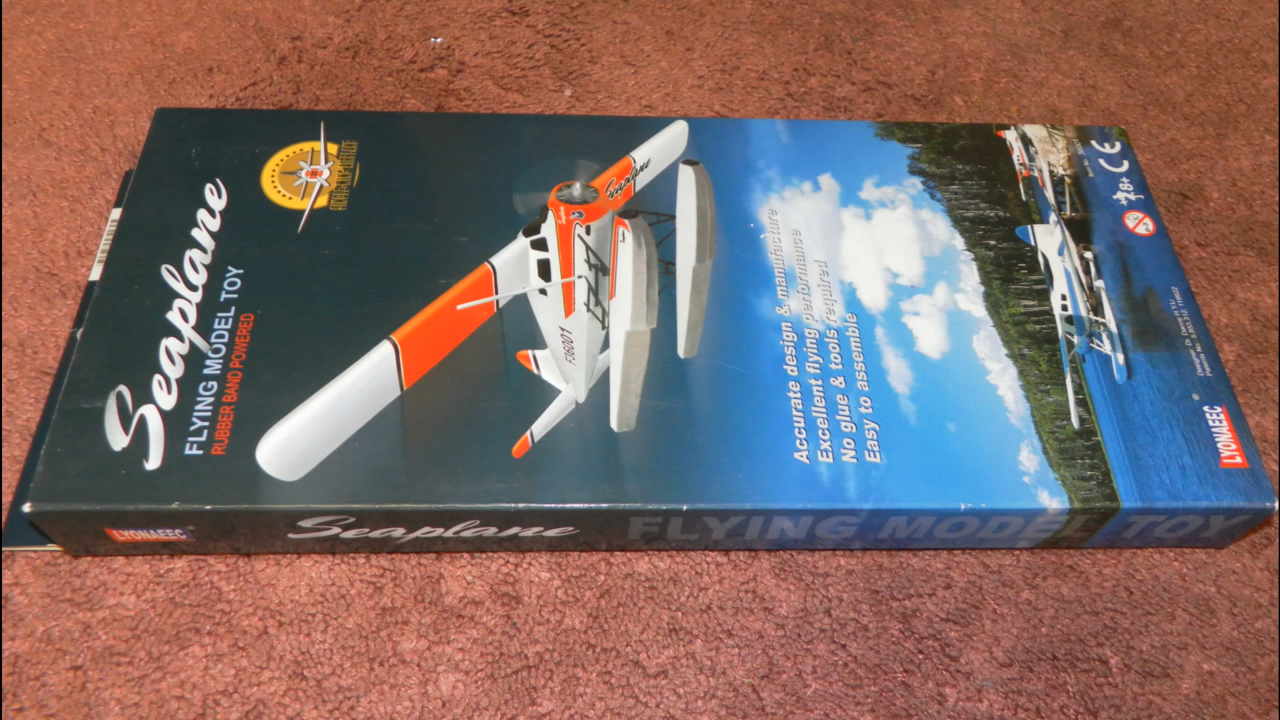 Seaplane
FLYING MODEL TOY
RUBBER BAND POWERED
Seaplane
FJ6001
Accurate design & manufacture
Excellent flying performance
No glue & tools required
Easy to assemble
8+
CE
LYONAEEC ®
LYONAEEC
Seaplane
FLYING MODEL TOY